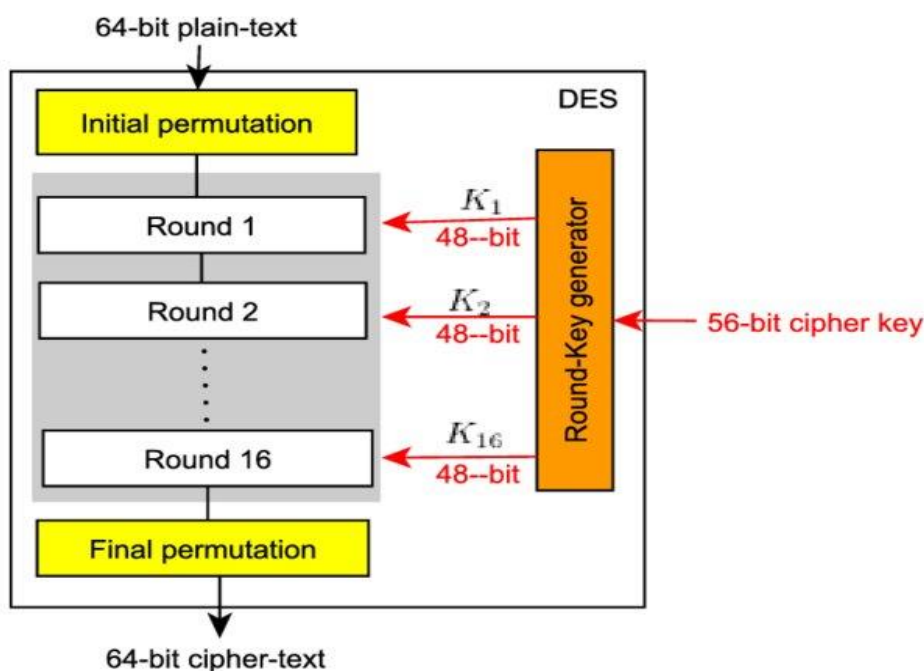 64-bit plain-text
DES
Initial permutation
Round 1
K1
48--bit
Round 2
K2
48--bit
Round-Key generator
56-bit cipher key
Round 16
K16
48--bit
Final permutation
64-bit cipher-text